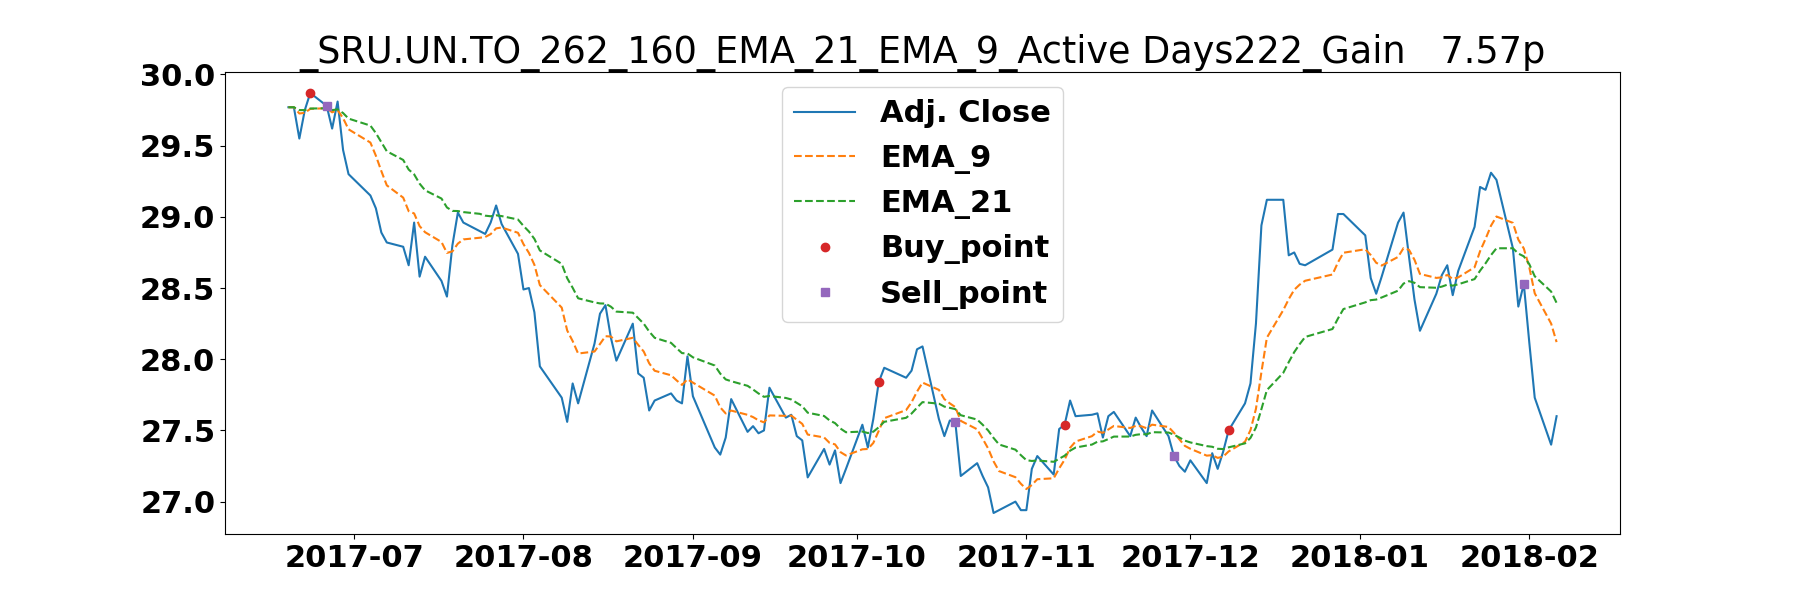 _SRU.UN.TO_262_160_EMA_21_EMA_9_Active Days222_Gain   7.57p
30.0
29.5
29.0
28.5
28.0
27.5
27.0
Adj. Close
EMA_9
EMA_21
Buy_point
Sell_point
2017-07 2017-08 2017-09 2017-10 2017-11 2017-12 2018-01 2018-02